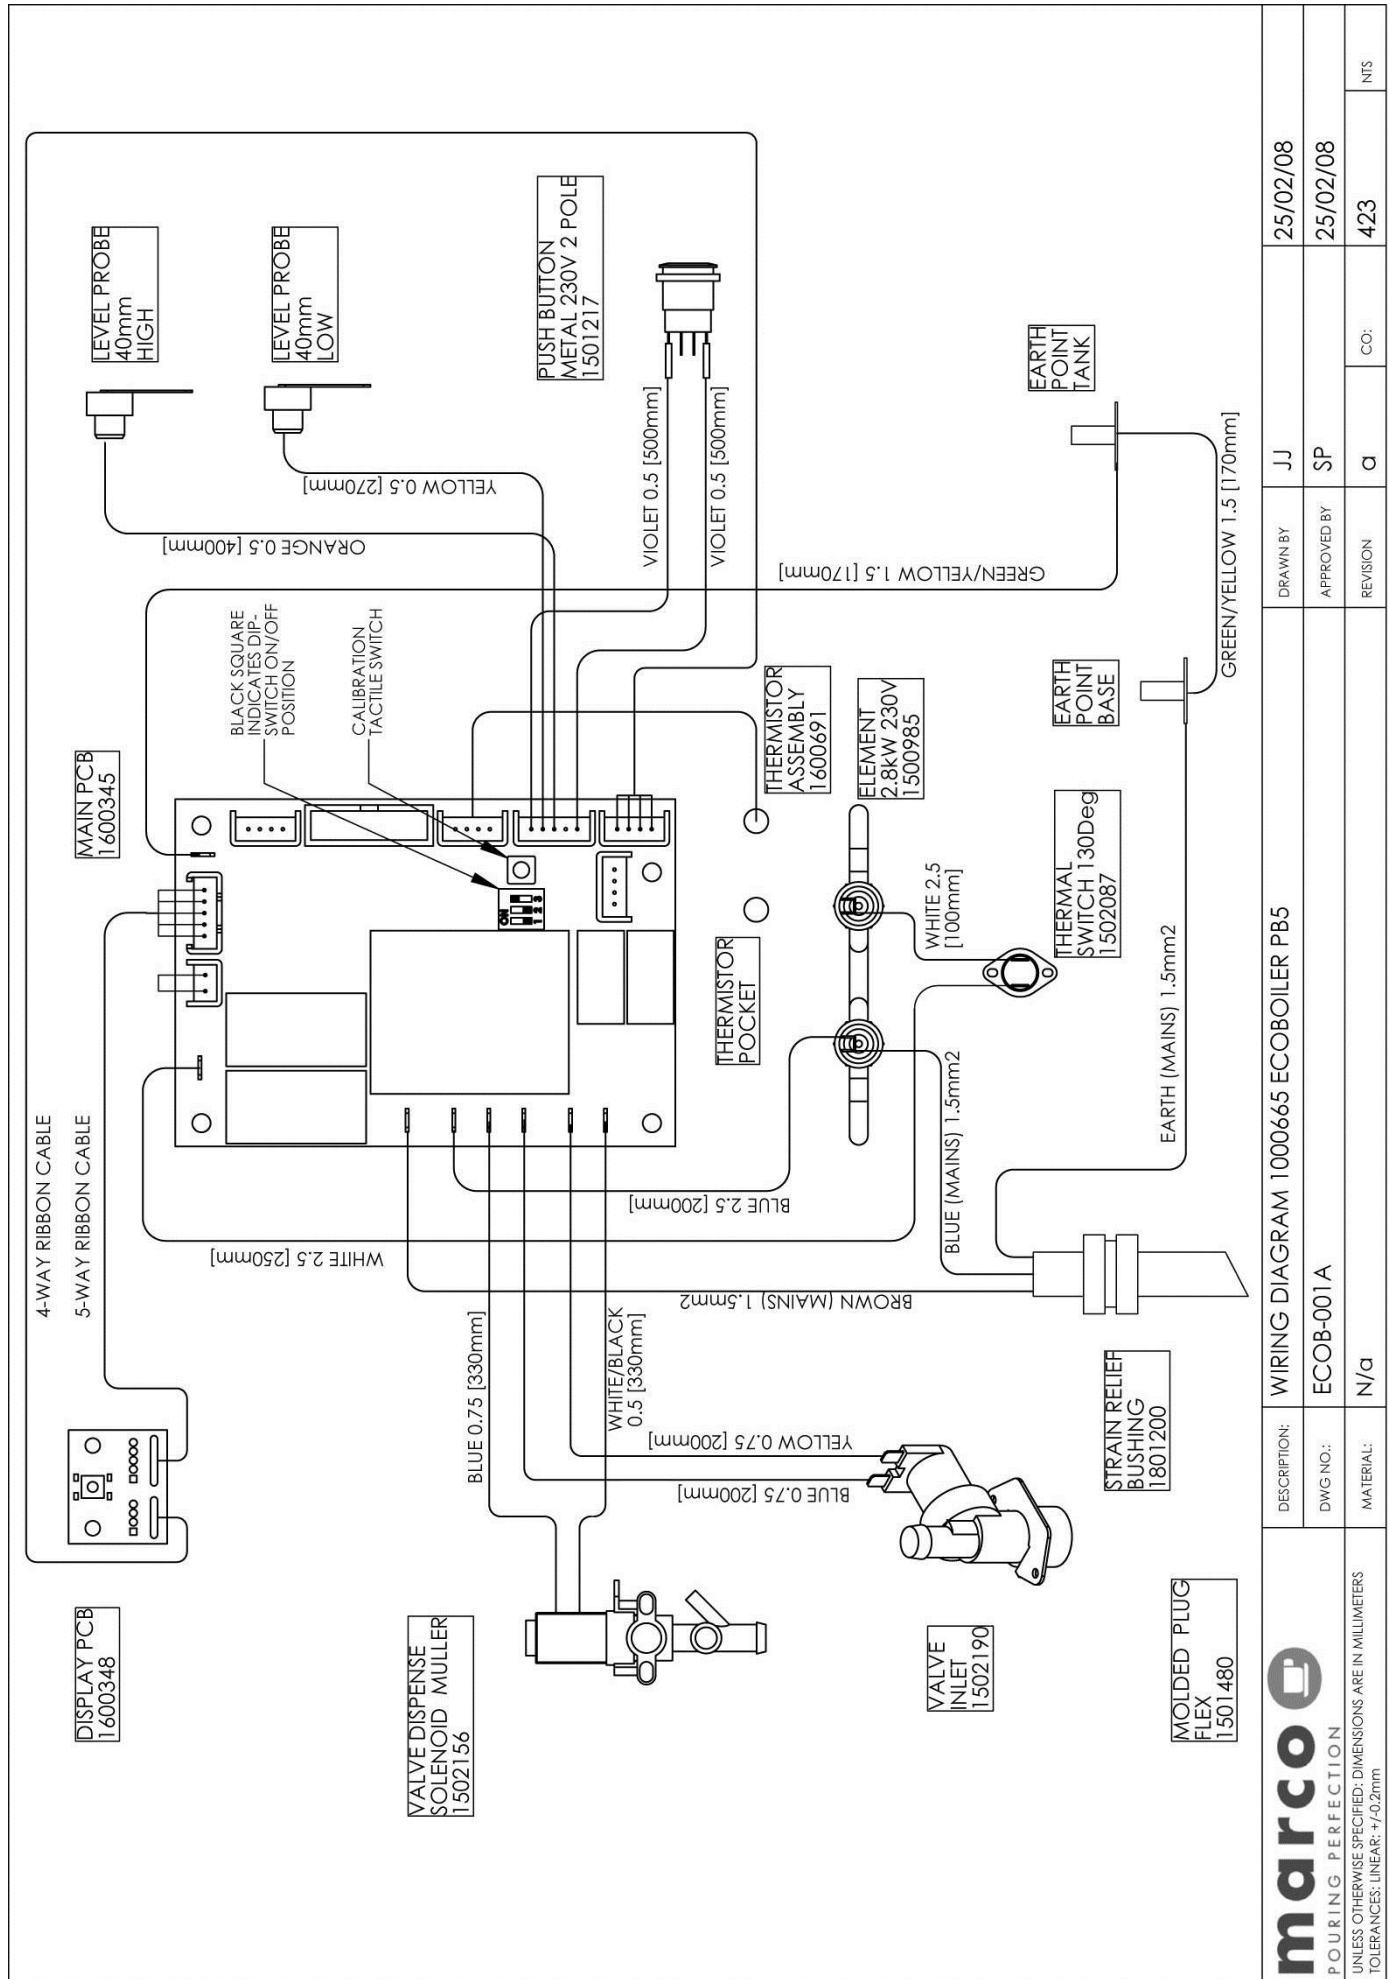 4-WAY RIBBON CABLE
5-WAY RIBBON CABLE
DISPLAY PCB
1600348
MAIN PCB
1600345
LEVEL PROBE
40mm
HIGH
LEVEL PROBE
40mm
LOW
BLACK SQUARE
INDICATES DIP-
SWITCH ON/OFF
POSITION
CALIBRATION
TACTILE SWITCH
ORANGE 0.5 [400mm]
YELLOW 0.5 [270mm]
PUSH BUTTON
METAL 230V 2 POLE
1501217
VIOLET 0.5 [500mm]
VIOLET 0.5 [500mm]
ON
1 2 3
WHITE 2.5 [250mm]
VALVE DISPENSE
SOLENOID MULLER
1502156
BLUE 0.75 [330mm]
WHITE/BLACK
0.5 [330mm]
BLUE 2.5 [200mm]
YELLOW 0.75 [200mm]
BLUE 0.75 [200mm]
BROWN (MAINS) 1.5mm2
THERMISTOR
POCKET
THERMISTOR
ASSEMBLY
1600691
ELEMENT
2.8kW 230V
1500985
GREEN/YELLOW 1.5 [170mm]
EARTH
POINT
TANK
EARTH
POINT
BASE
GREEN/YELLOW 1.5 [170mm]
WHITE 2.5
[100mm]
THERMAL
SWITCH 130Deg
1502087
BLUE (MAINS) 1.5mm2
EARTH (MAINS) 1.5mm2
VALVE
INLET
1502190
STRAIN RELIEF
BUSHING
1801200
MOLDED PLUG
FLEX
1501480
marco
POURING PERFECTION
UNLESS OTHERWISE SPECIFIED: DIMENSIONS ARE IN MILLIMETERS
TOLERANCES: LINEAR: +/-0.2mm
DESCRIPTION: WIRING DIAGRAM 1000665 ECOBOILER PB5 DRAWN BY JJ 25/02/08
DWG NO.: ECOB-001A APPROVED BY SP 25/02/08
MATERIAL: N/a REVISION a CO: 423 NTS